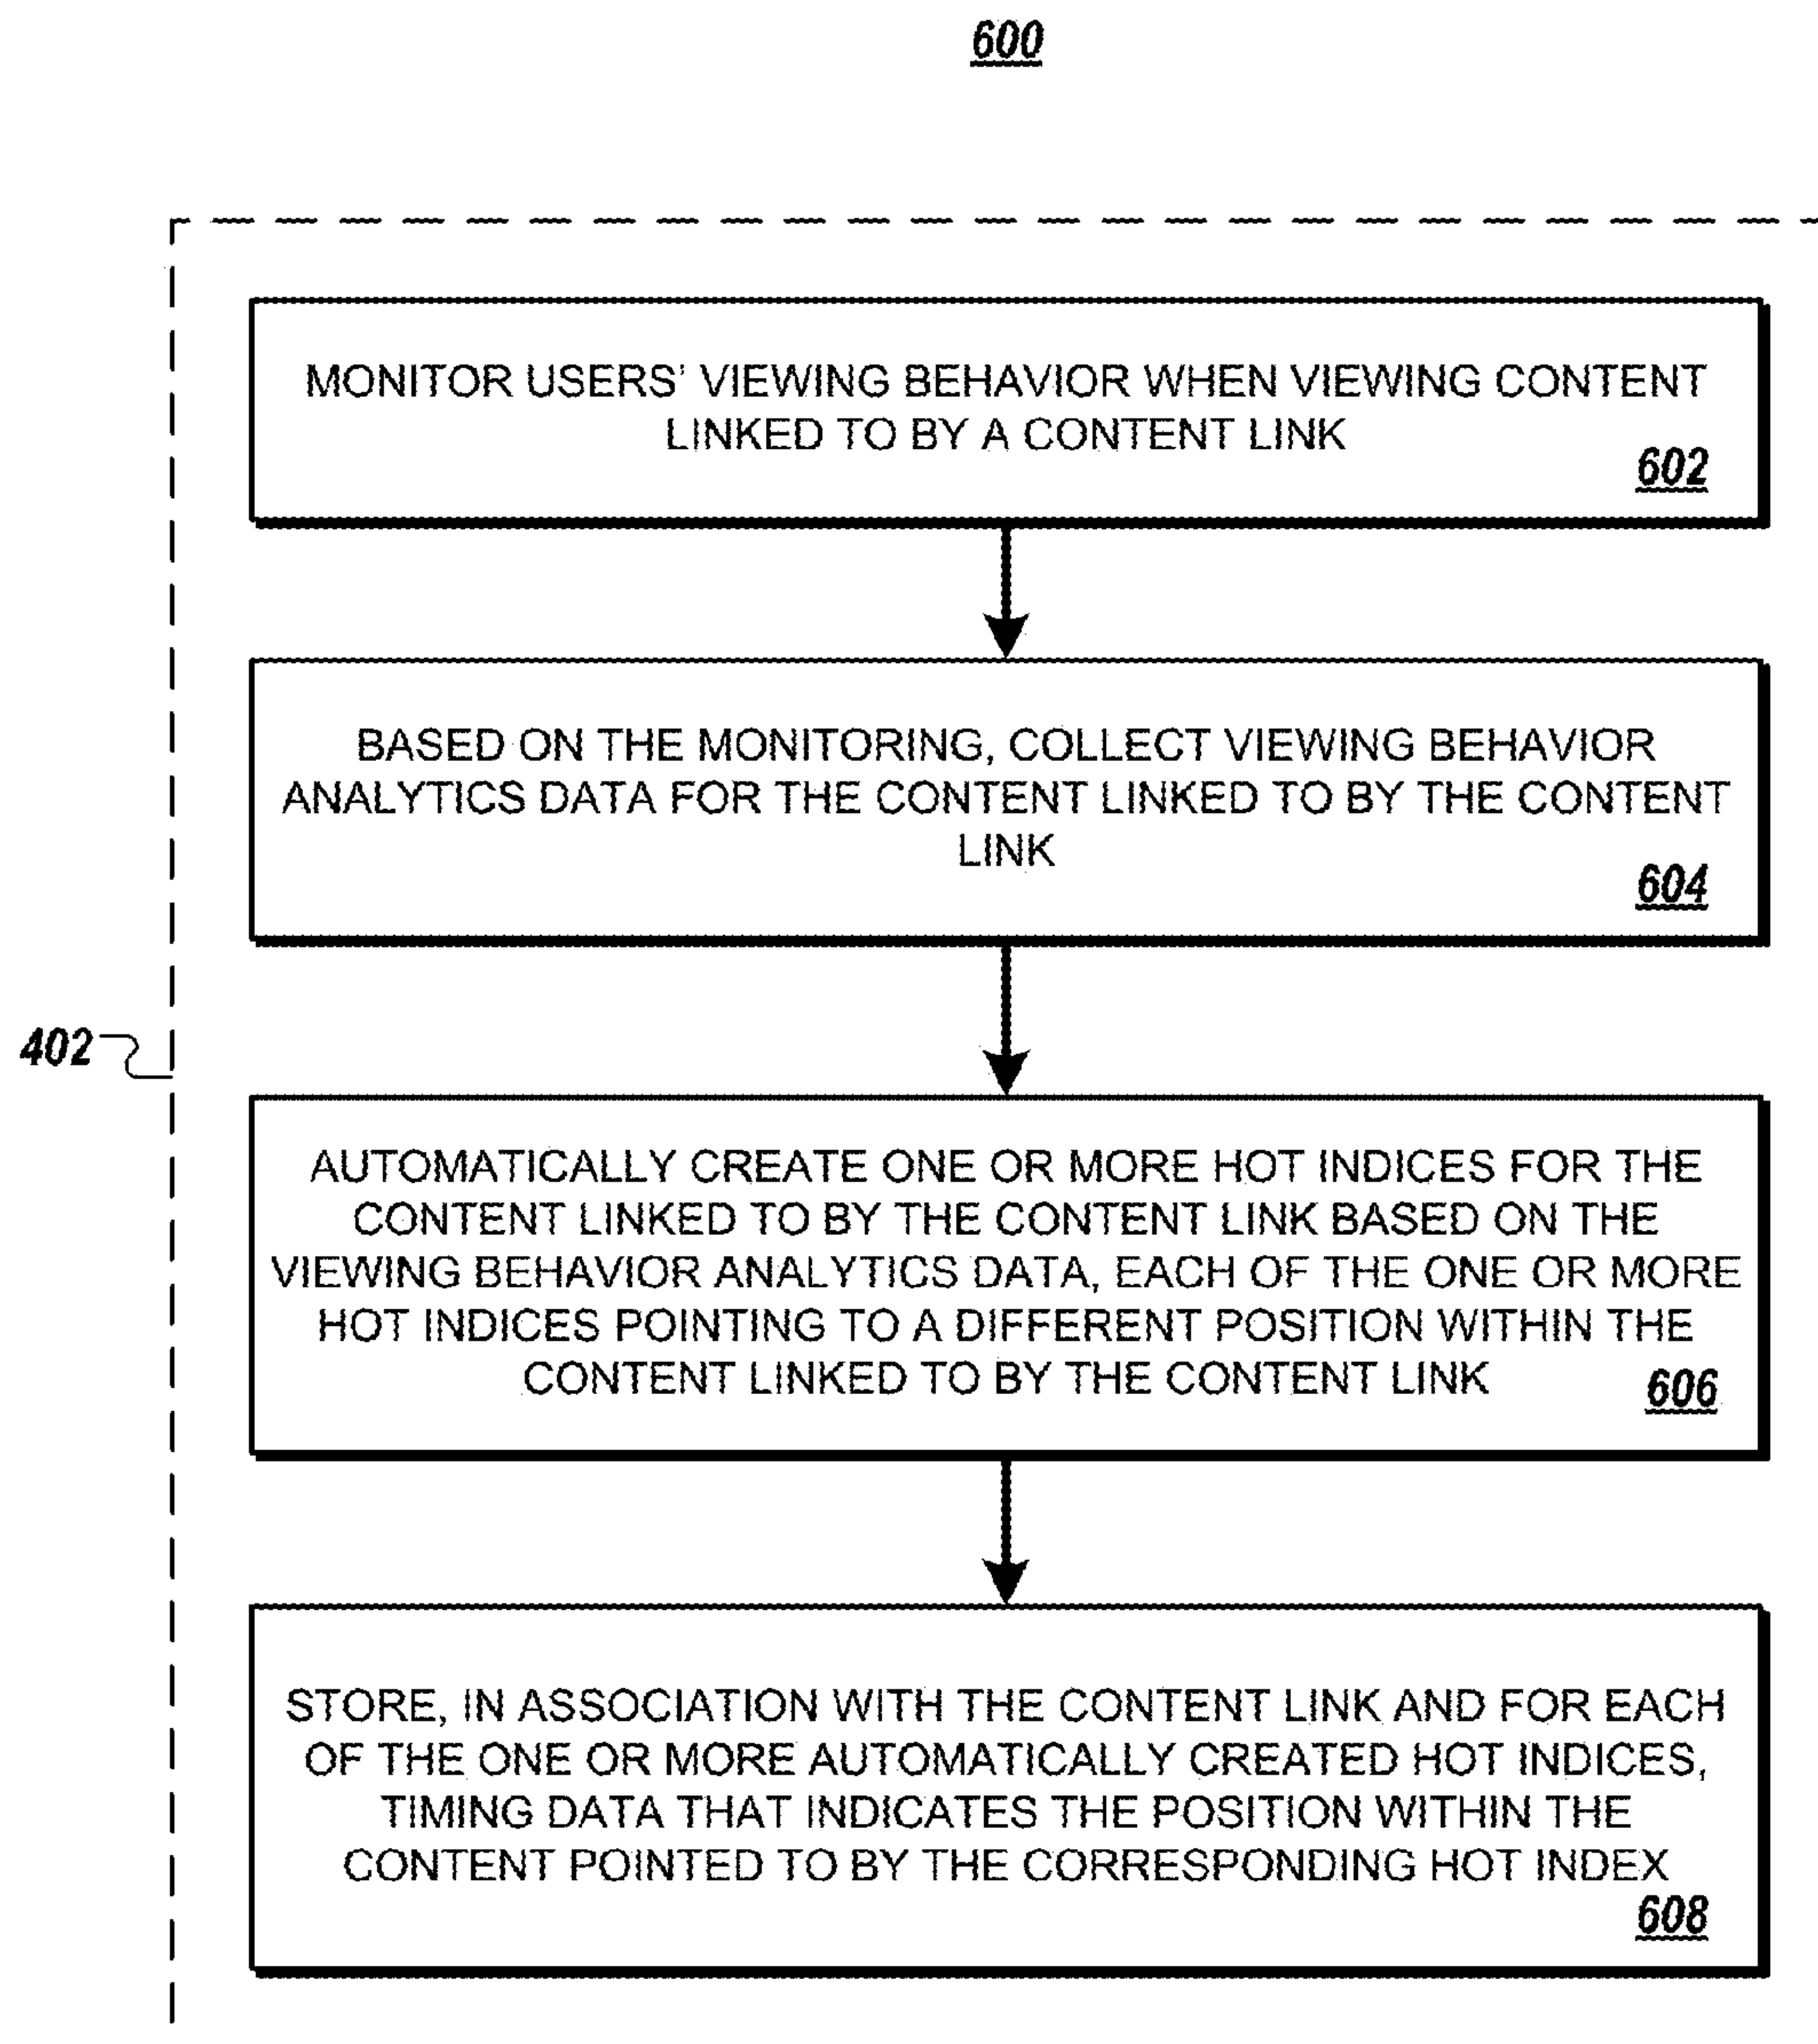 600
MONITOR USERS' VIEWING BEHAVIOR WHEN VIEWING CONTENT
LINKED TO BY A CONTENT LINK
602
BASED ON THE MONITORING, COLLECT VIEWING BEHAVIOR
ANALYTICS DATA FOR THE CONTENT LINKED TO BY THE CONTENT
LINK
604
402
AUTOMATICALLY CREATE ONE OR MORE HOT INDICES FOR THE
CONTENT LINKED TO BY THE CONTENT LINK BASED ON THE
VIEWING BEHAVIOR ANALYTICS DATA, EACH OF THE ONE OR MORE
HOT INDICES POINTING TO A DIFFERENT POSITION WITHIN THE
CONTENT LINKED TO BY THE CONTENT LINK
606
STORE, IN ASSOCIATION WITH THE CONTENT LINK AND FOR EACH
OF THE ONE OR MORE AUTOMATICALLY CREATED HOT INDICES,
TIMING DATA THAT INDICATES THE POSITION WITHIN THE
CONTENT POINTED TO BY THE CORRESPONDING HOT INDEX
608